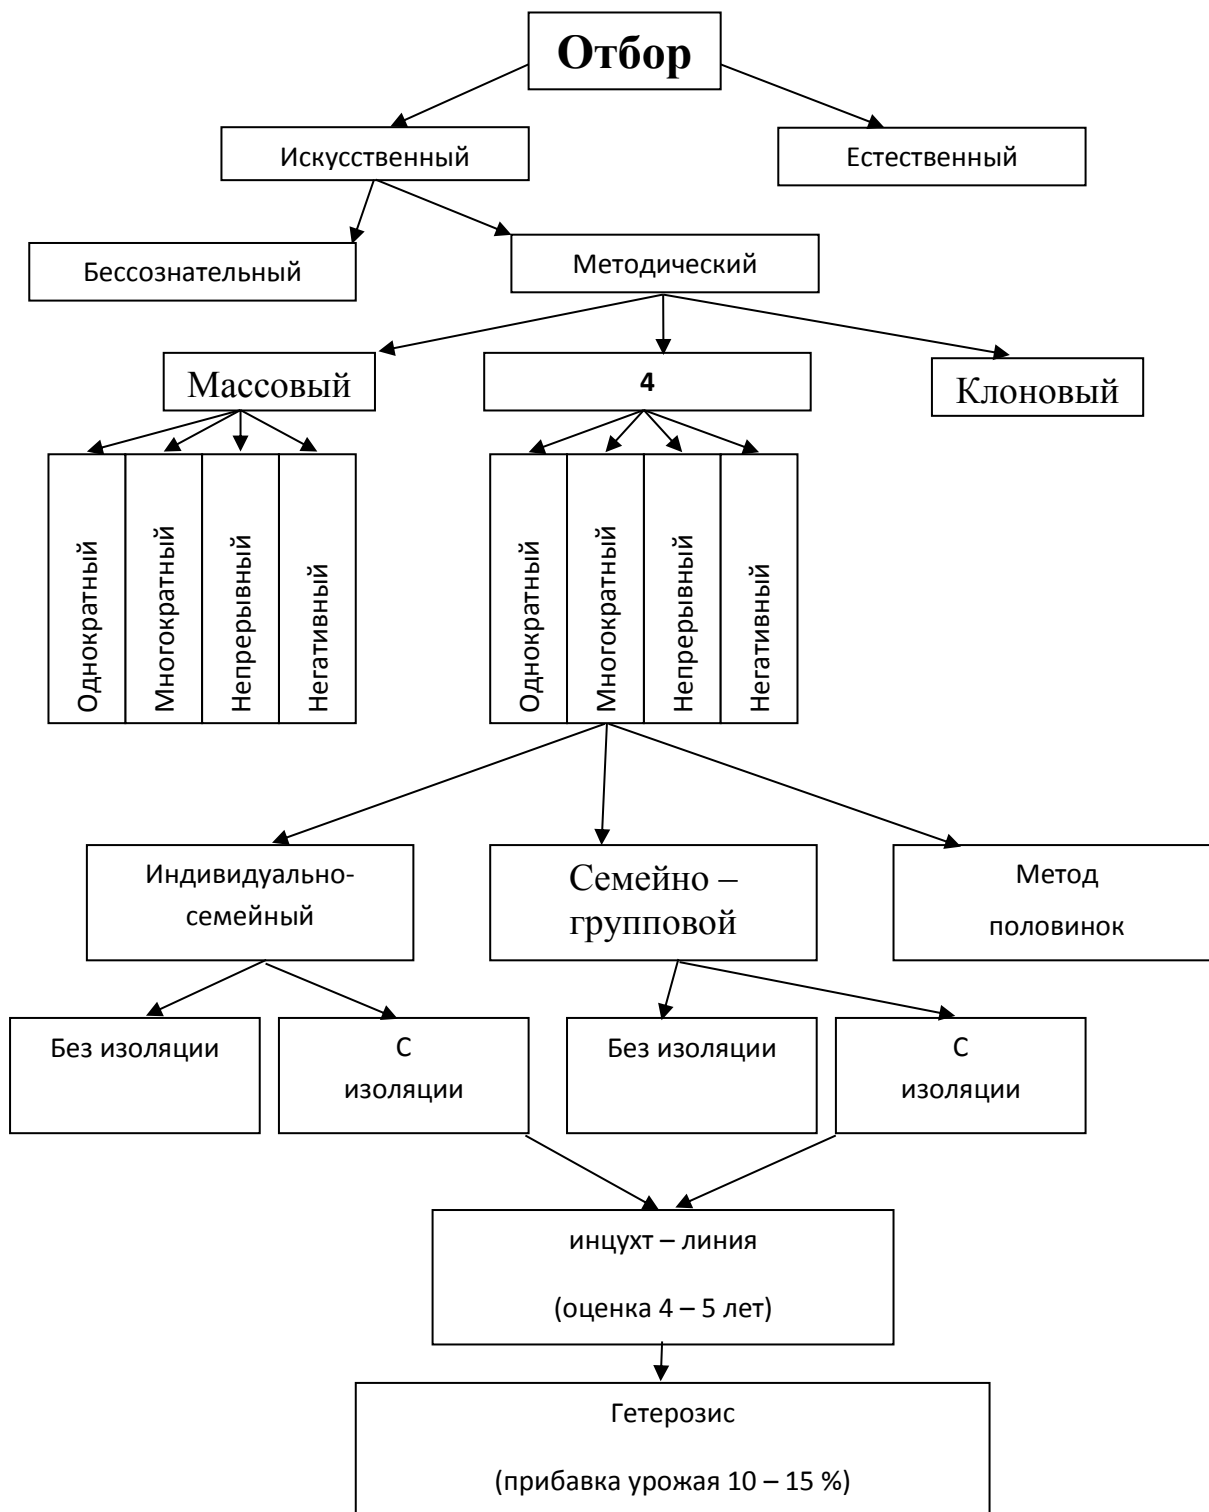 Отбор
Искусственный
Естественный
Бессознательный
Методический
Массовый
4
Клоновый
Однократный
Многократный
Непрерывный
Негативный
Однократный
Многократный
Непрерывный
Негативный
Индивидуально-
семейный
Семейно –
групповой
Метод
половинок
Без изоляции
С
изоляции
Без изоляции
С
изоляции
инцухт – линия
(оценка 4 – 5 лет)
Гетерозис
(прибавка урожая 10 – 15 %)